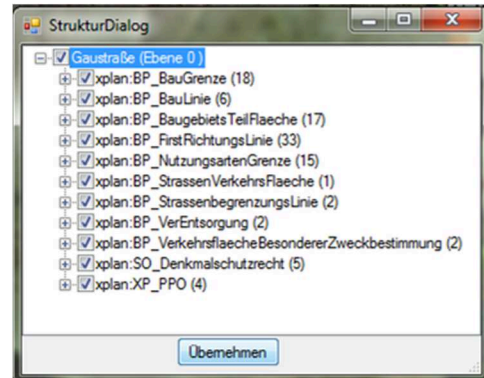 StrukturDialog
Gaustraße (Ebene 0 )
xplan:BP_BauGrenze (18)
xplan:BP_BauLinie (6)
xplan:BP_BaugebietsTeilFlaeche (17)
xplan:BP_FirstRichtungsLinie (33)
xplan:BP_NutzungsartenGrenze (15)
xplan:BP_StrassenVerkehrsFlaeche (1)
xplan:BP_StrassenbegrenzungsLinie (2)
xplan:BP_VerEntsorgung (2)
xplan:BP_VerkehrsflaecheBesondererZweckbestimmung (2)
xplan:SO_Denkmalschutzrecht (5)
xplan:XP_PPO (4)
Übernehmen